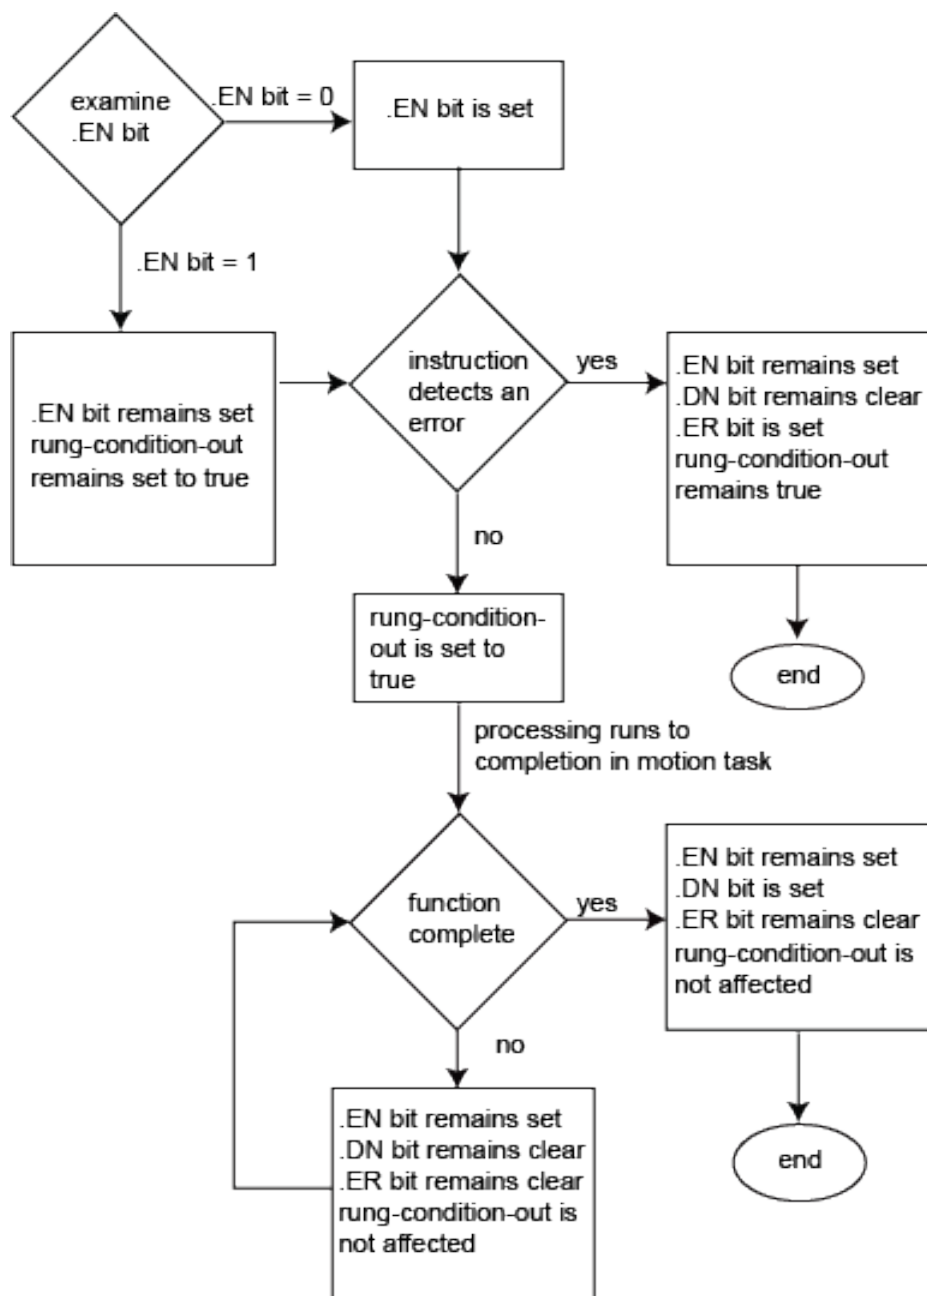 examine
.EN bit
.EN bit = 0
.EN bit is set
.EN bit = 1
.EN bit remains set
rung-condition-out
remains set to true
instruction
detects an
error
yes
.EN bit remains set
.DN bit remains clear
.ER bit is set
rung-condition-out
remains true
no
end
rung-condition-
out is set to
true
processing runs to
completion in motion task
function
complete
yes
.EN bit remains set
.DN bit is set
.ER bit remains clear
rung-condition-out is
not affected
no
end
.EN bit remains set
.DN bit remains clear
.ER bit remains clear
rung-condition-out is
not affected